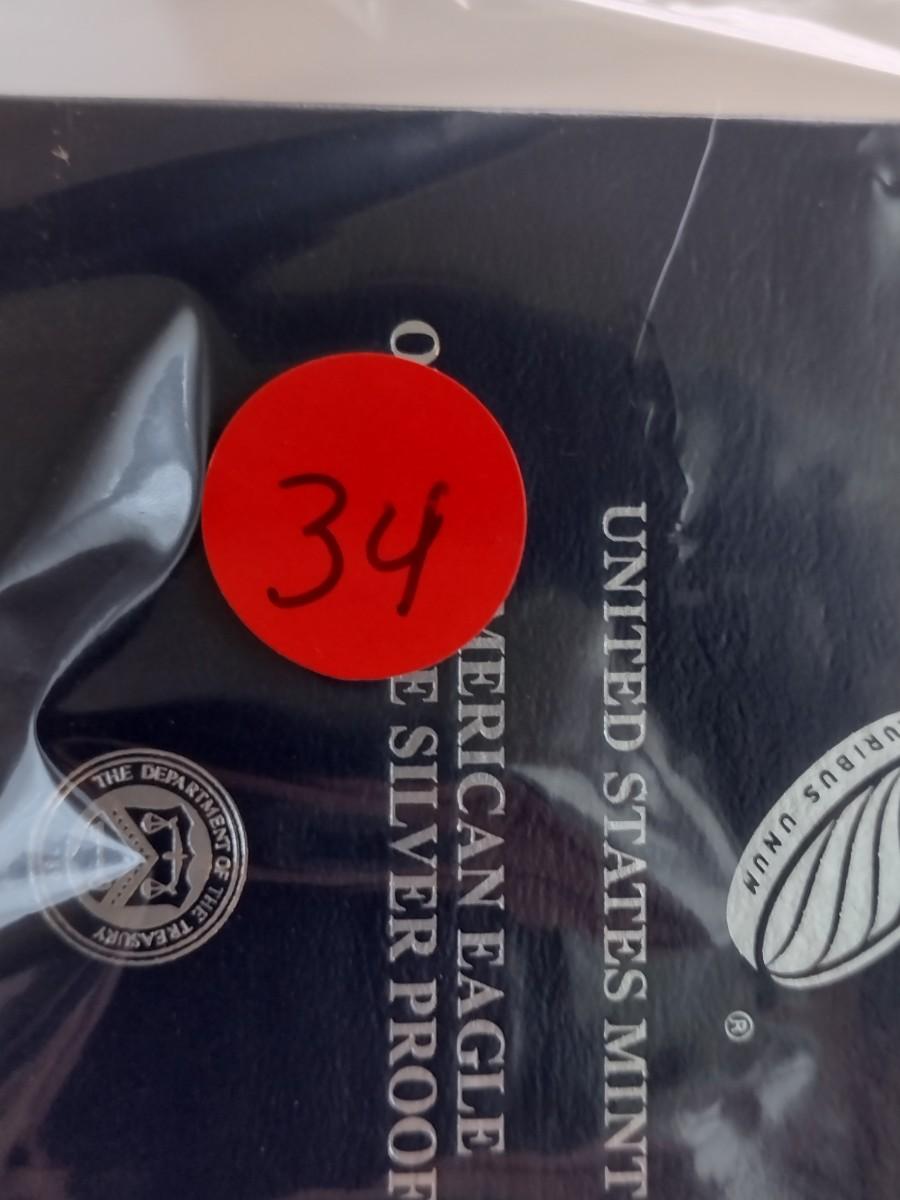 34
UNITED STATES MINT
MERICAN EAGLE
O E SILVER PROOF
THE DEPARTMENT OF THE TREASURY
URIBUS UNUM
®